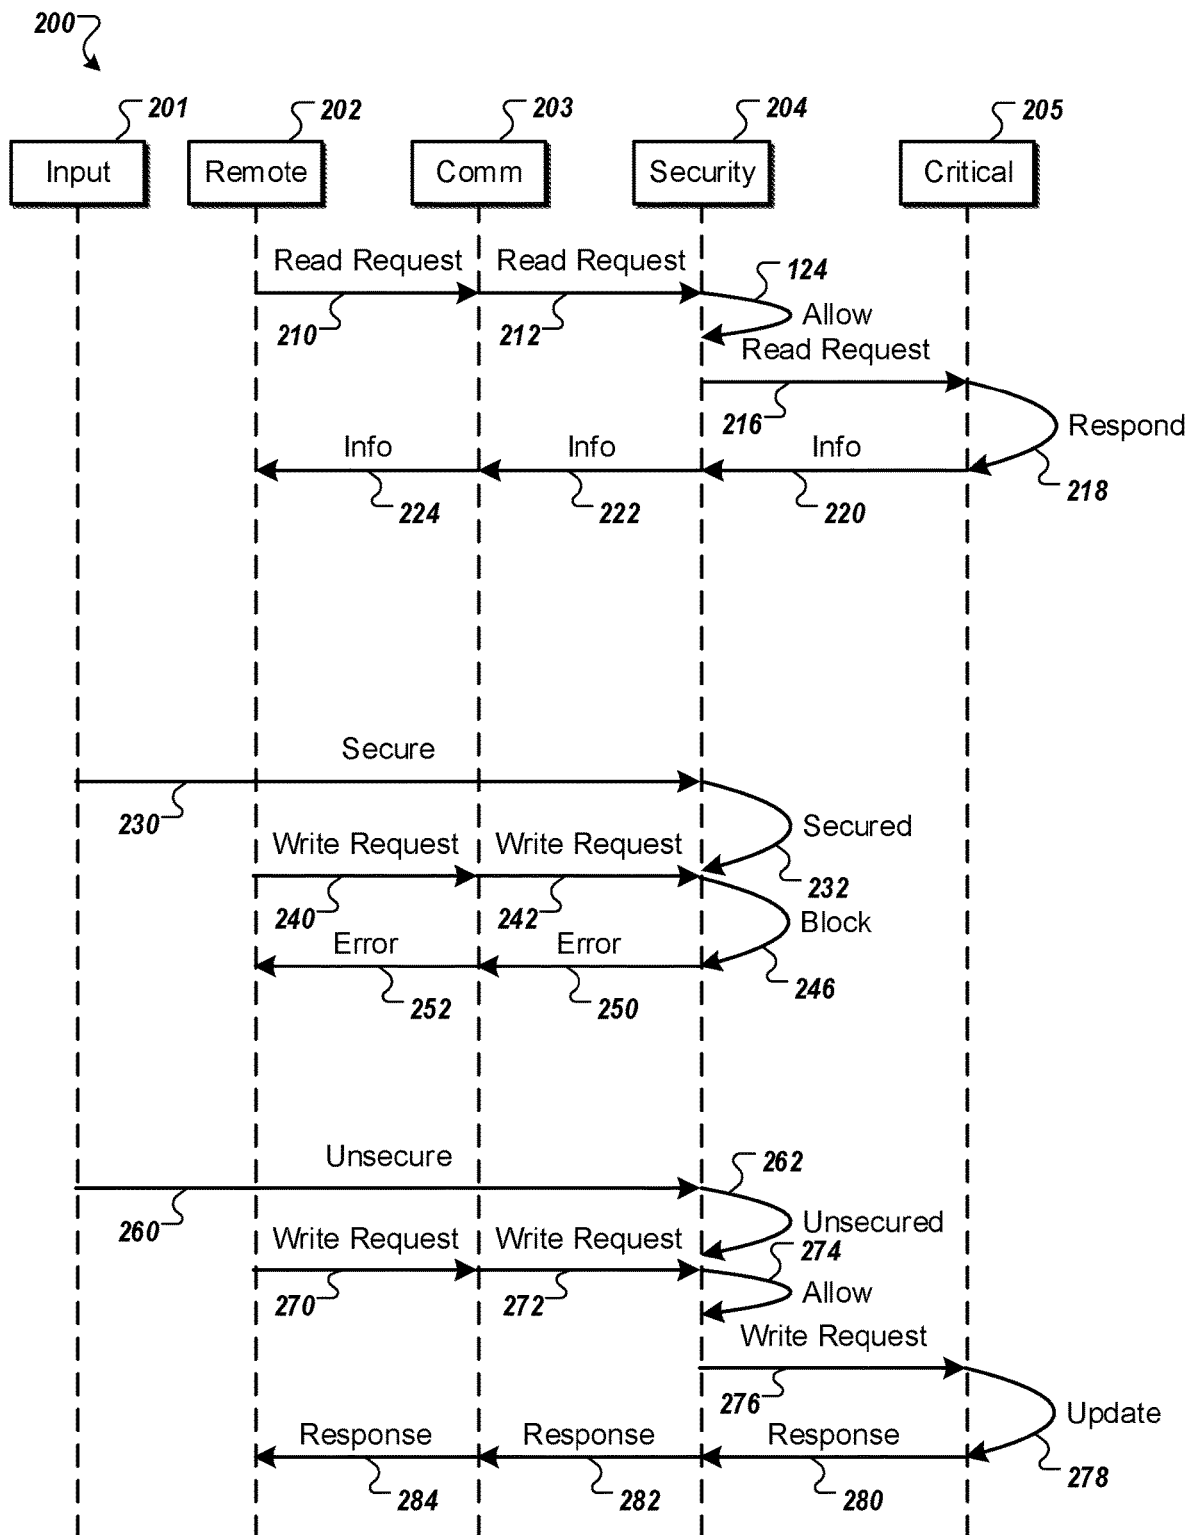 200
201 202 203 204 205
Input Remote Comm Security Critical
Read Request Read Request 124
210 212 Allow
Read Request
216 Respond
Info Info Info
224 222 220 218
Secure
230 Secured
Write Request Write Request 232
240 242 Block
Error Error 246
252 250
Unsecure 262
260 Unsecured
Write Request Write Request 274
270 272 Allow
Write Request
276 Update
Response Response Response
284 282 280 278